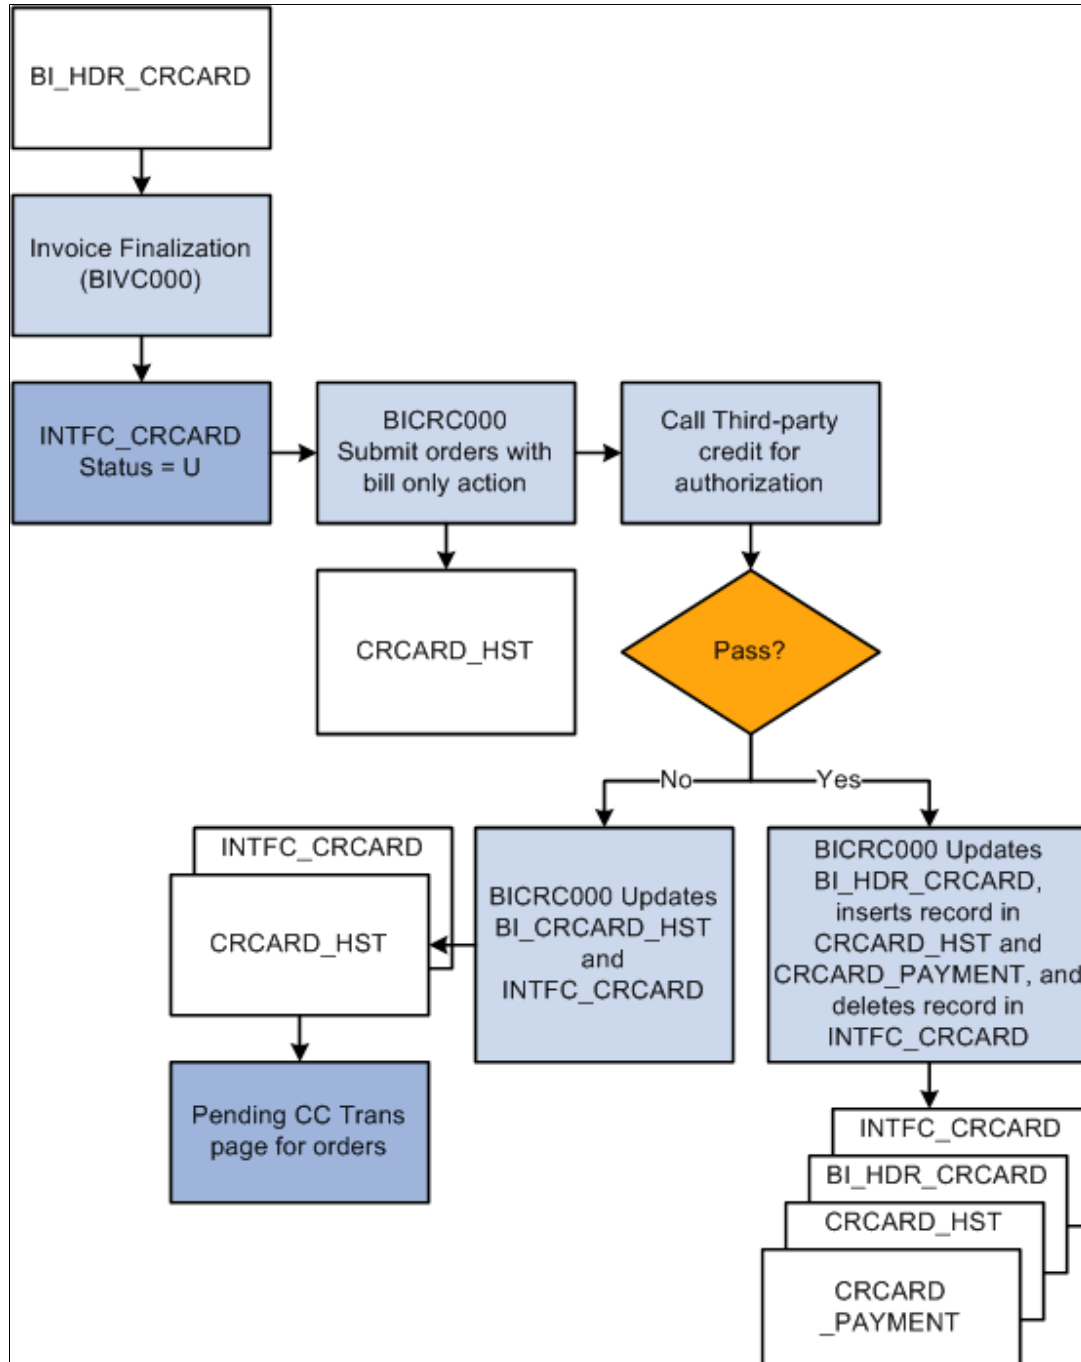 BI_HDR_CRCARD
Invoice Finalization
(BIVC000)
INTFC_CRCARD
Status = U
BICRC000
Submit orders with
bill only action
Call Third-party
credit for
authorization
CRCARD_HST
Pass?
No
Yes
INTFC_CRCARD
CRCARD_HST
BICRC000 Updates
BI_CRCARD_HST
and
INTFC_CRCARD
BICRC000 Updates
BI_HDR_CRCARD,
inserts record in
CRCARD_HST and
CRCARD_PAYMENT, and
deletes record in
INTFC_CRCARD
Pending CC Trans
page for orders
INTFC_CRCARD
BI_HDR_CRCARD
CRCARD_HST
CRCARD
_PAYMENT